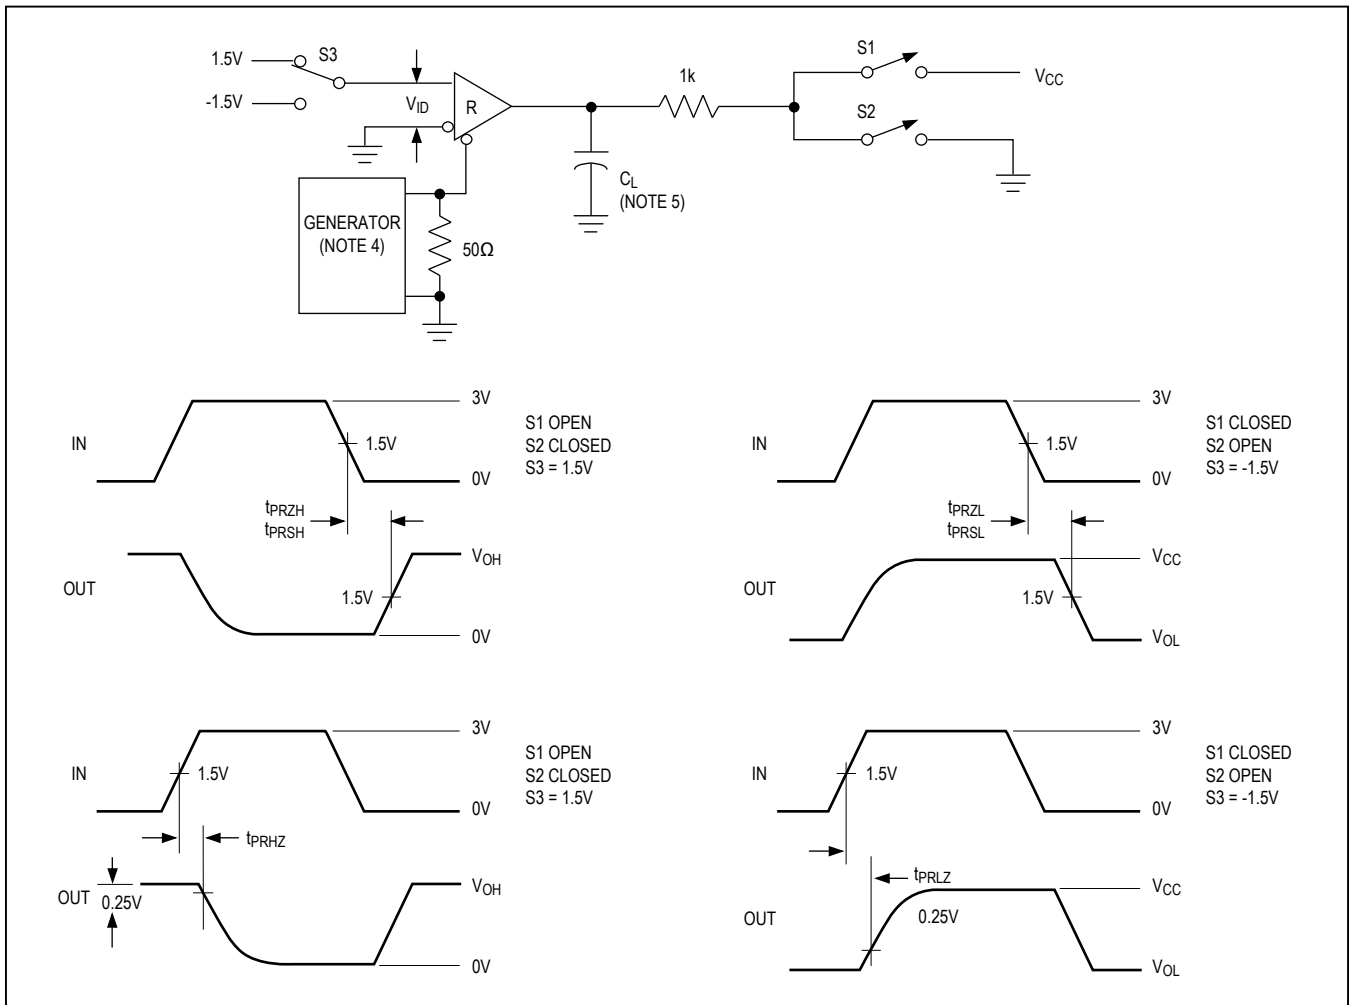 1.5V
S3
-1.5V
VID
R
1k
S1
VCC
S2
CL
(NOTE 5)
GENERATOR
(NOTE 4)
50Ω
IN
3V
1.5V
0V
S1 OPEN
S2 CLOSED
S3 = 1.5V
tPRZH
tPRSH
OUT
VOH
1.5V
0V
IN
3V
1.5V
0V
S1 CLOSED
S2 OPEN
S3 = -1.5V
tPRZL
tPRSL
OUT
VCC
1.5V
VOL
IN
3V
1.5V
0V
S1 OPEN
S2 CLOSED
S3 = 1.5V
tPRHZ
OUT
0.25V
VOH
0V
IN
3V
1.5V
0V
S1 CLOSED
S2 OPEN
S3 = -1.5V
tPRLZ
OUT
0.25V
VCC
VOL